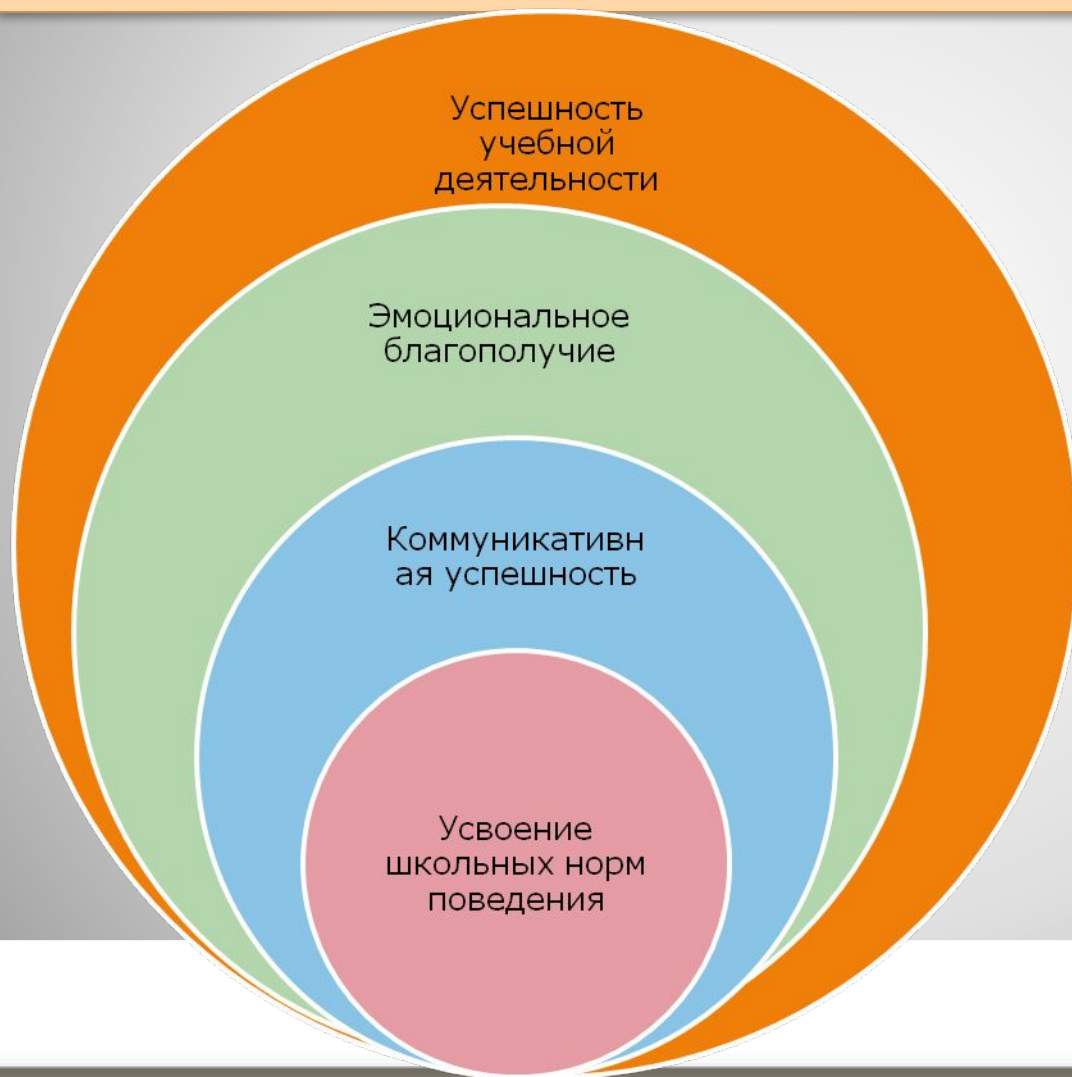 Успешность
учебной
деятельности
Эмоциональное
благополучие
Коммуникативн
ая успешность
Усвоение
школьных норм
поведения